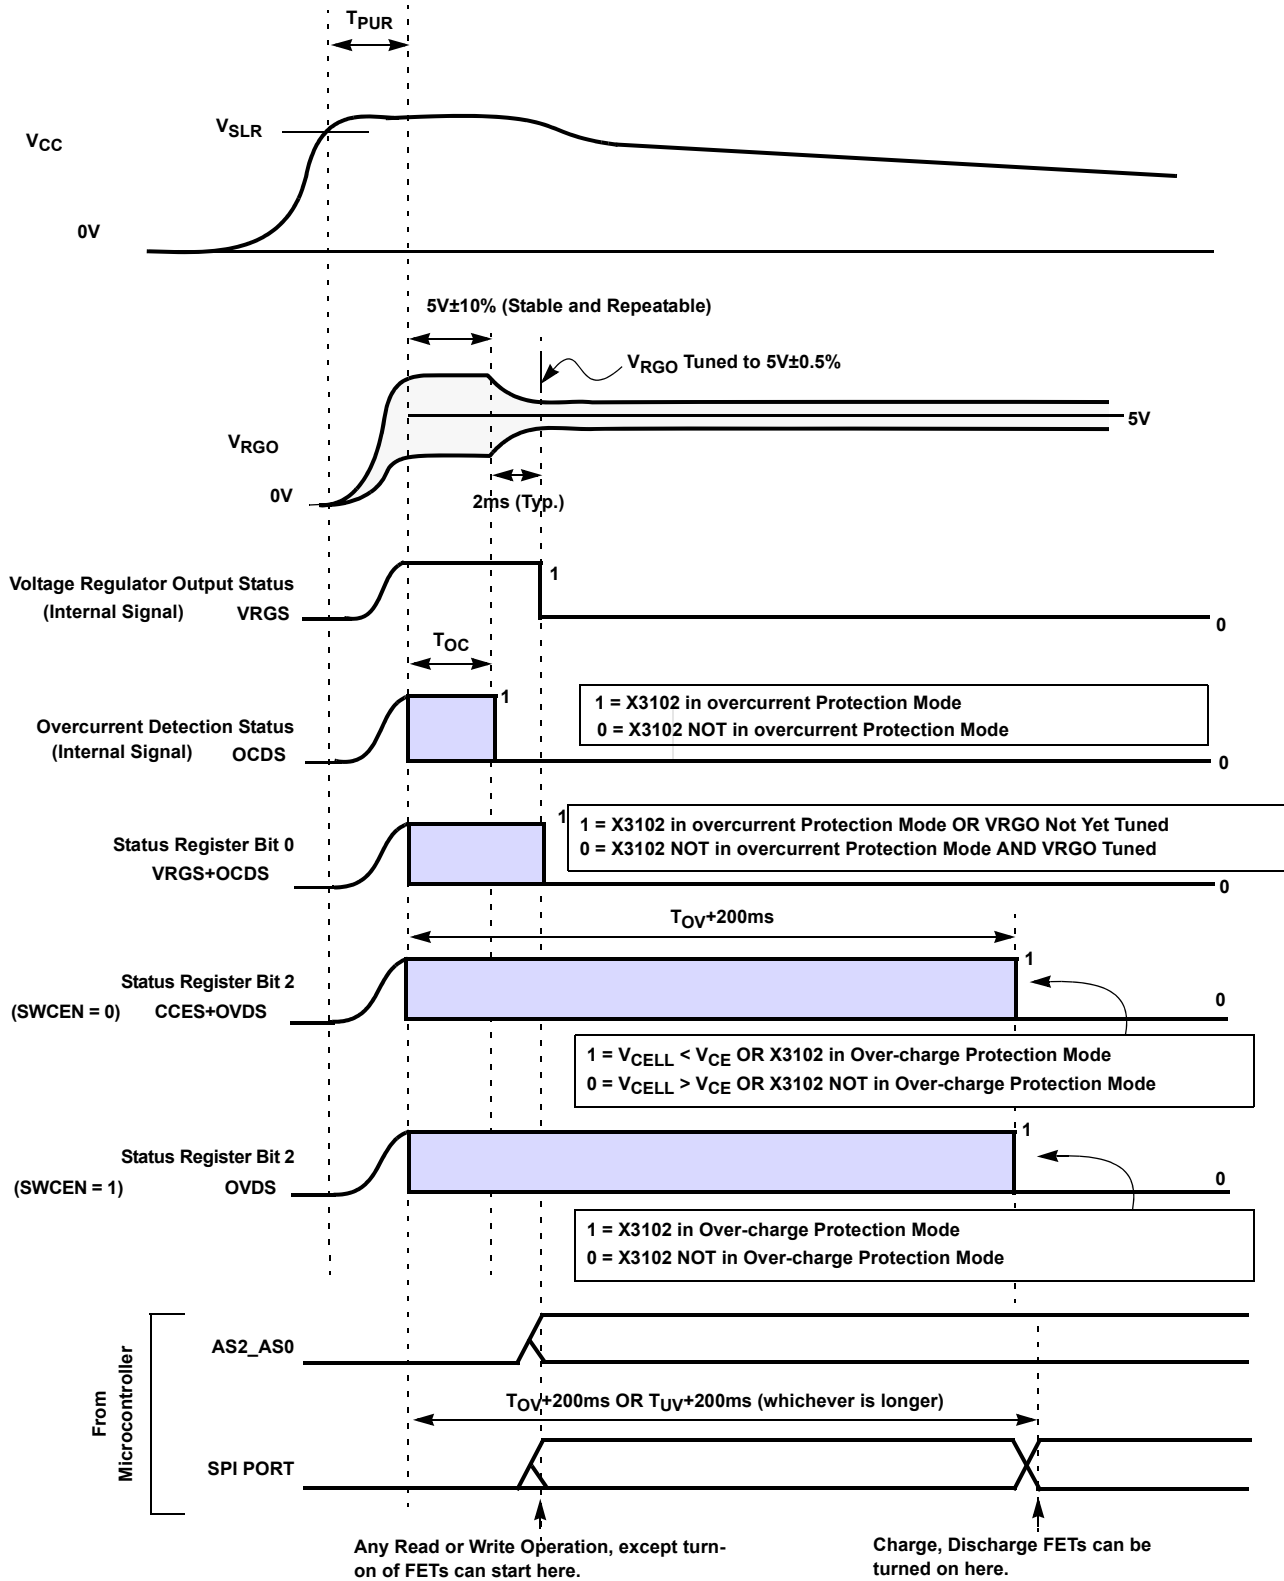 TPUR
VSLR
VCC
0V
5V±10% (Stable and Repeatable)
VRGO Tuned to 5V±0.5%
5V
VRGO
0V
2ms (Typ.)
Voltage Regulator Output Status
(Internal Signal) VRGS
1
0
TOC
Overcurrent Detection Status
(Internal Signal) OCDS
1
1 = X3102 in overcurrent Protection Mode
0 = X3102 NOT in overcurrent Protection Mode
0
Status Register Bit 0
VRGS+OCDS
1
1 = X3102 in overcurrent Protection Mode OR VRGO Not Yet Tuned
0 = X3102 NOT in overcurrent Protection Mode AND VRGO Tuned
0
TOV+200ms
Status Register Bit 2
(SWCEN = 0) CCES+OVDS
1
0
1 = VCELL < VCE OR X3102 in Over-charge Protection Mode
0 = VCELL > VCE OR X3102 NOT in Over-charge Protection Mode
Status Register Bit 2
(SWCEN = 1) OVDS
1
0
1 = X3102 in Over-charge Protection Mode
0 = X3102 NOT in Over-charge Protection Mode
From
Microcontroller
AS2_AS0
TOV+200ms OR TUV+200ms (whichever is longer)
SPI PORT
Any Read or Write Operation, except turn-
on of FETs can start here.
Charge, Discharge FETs can be
turned on here.